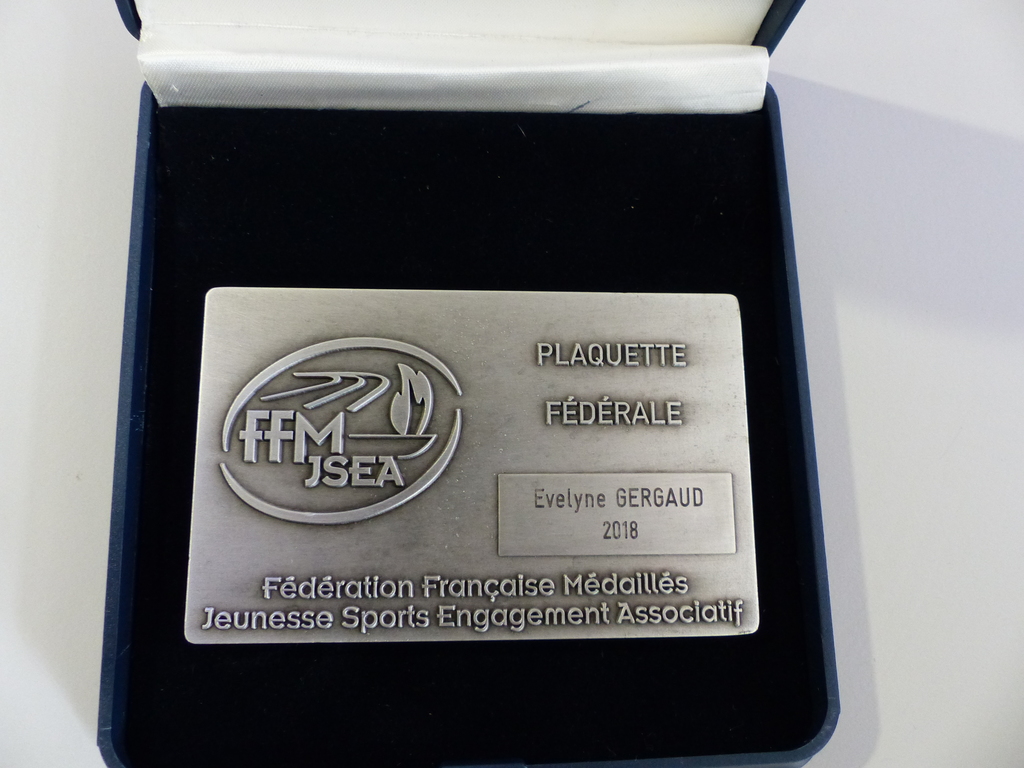 PLAQUETTE
FÉDÉRALE
FFM
JSEA
Evelyne GERGAUD
2018
Fédération Française Médaillés
Jeunesse Sports Engagement Associatif